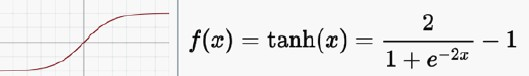 f(x) = tanh(x) = 2 / (1 + e^{-2x}) - 1